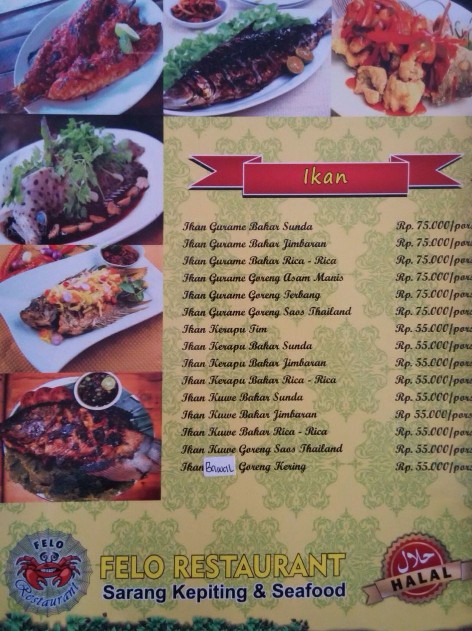 Ikan
Ikan Gurame Bakar Sunda Rp. 75.000/pors
Ikan Gurame Bakar Jimbaran Rp. 75.000/pors
Ikan Gurame Bakar Rica - Rica Rp. 75.000/pors
Ikan Gurame Goreng Asam Manis Rp. 75.000/pors
Ikan Gurame Goreng Terbang Rp. 75.000/pors
Ikan Gurame Goreng Saos Thailand Rp. 75.000/pors
Ikan Kerapu Tim Rp. 55.000/pors
Ikan Kerapu Bakar Sunda Rp. 55.000/pors
Ikan Kerapu Bakar Jimbaran Rp. 55.000/pors
Ikan Kerapu Bakar Rica - Rica Rp. 55.000/pors
Ikan Kuwe Bakar Sunda Rp. 55.000/pors
Ikan Kuwe Bakar Jimbaran Rp. 55.000/pors
Ikan Kuwe Bakar Rica - Rica Rp. 55.000/pors
Ikan Kuwe Goreng Saos Thailand Rp. 55.000/pors
Ikan Bawal Goreng Kering Rp. 55.000/pors
FELO
Restaurant
FELO RESTAURANT
Sarang Kepiting & Seafood
حلال
HALAL